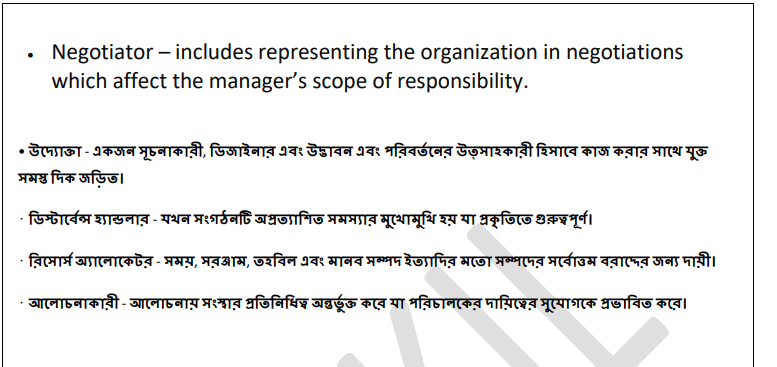 • Negotiator – includes representing the organization in negotiations
which affect the manager's scope of responsibility.
• উদ্যোক্তা - একজন সূচনাকারী, ডিজাইনার এবং উদ্ভাবন এবং পরিবর্তনের উত্সাহকারী হিসাবে কাজ করার সাথে যুক্ত
সমস্ত দিক জড়িত।
· ডিস্টার্বেন্স হ্যান্ডলার - যখন সংগঠনটি অপ্রত্যাশিত সমস্যার মুখোমুখি হয় যা প্রকৃতিতে গুরুত্বপূর্ণ।
· রিসোর্স অ্যালোকেটর - সময়, সরঞ্জাম, তহবিল এবং মানব সম্পদ ইত্যাদির মতো সম্পদের সর্বোত্তম বরাদ্দের জন্য দায়ী।
· আলোচনাকারী - আলোচনায় সংস্থার প্রতিনিধিত্ব অন্তর্ভুক্ত করে যা পরিচালকের দায়িত্বের সুযোগকে প্রভাবিত করে।